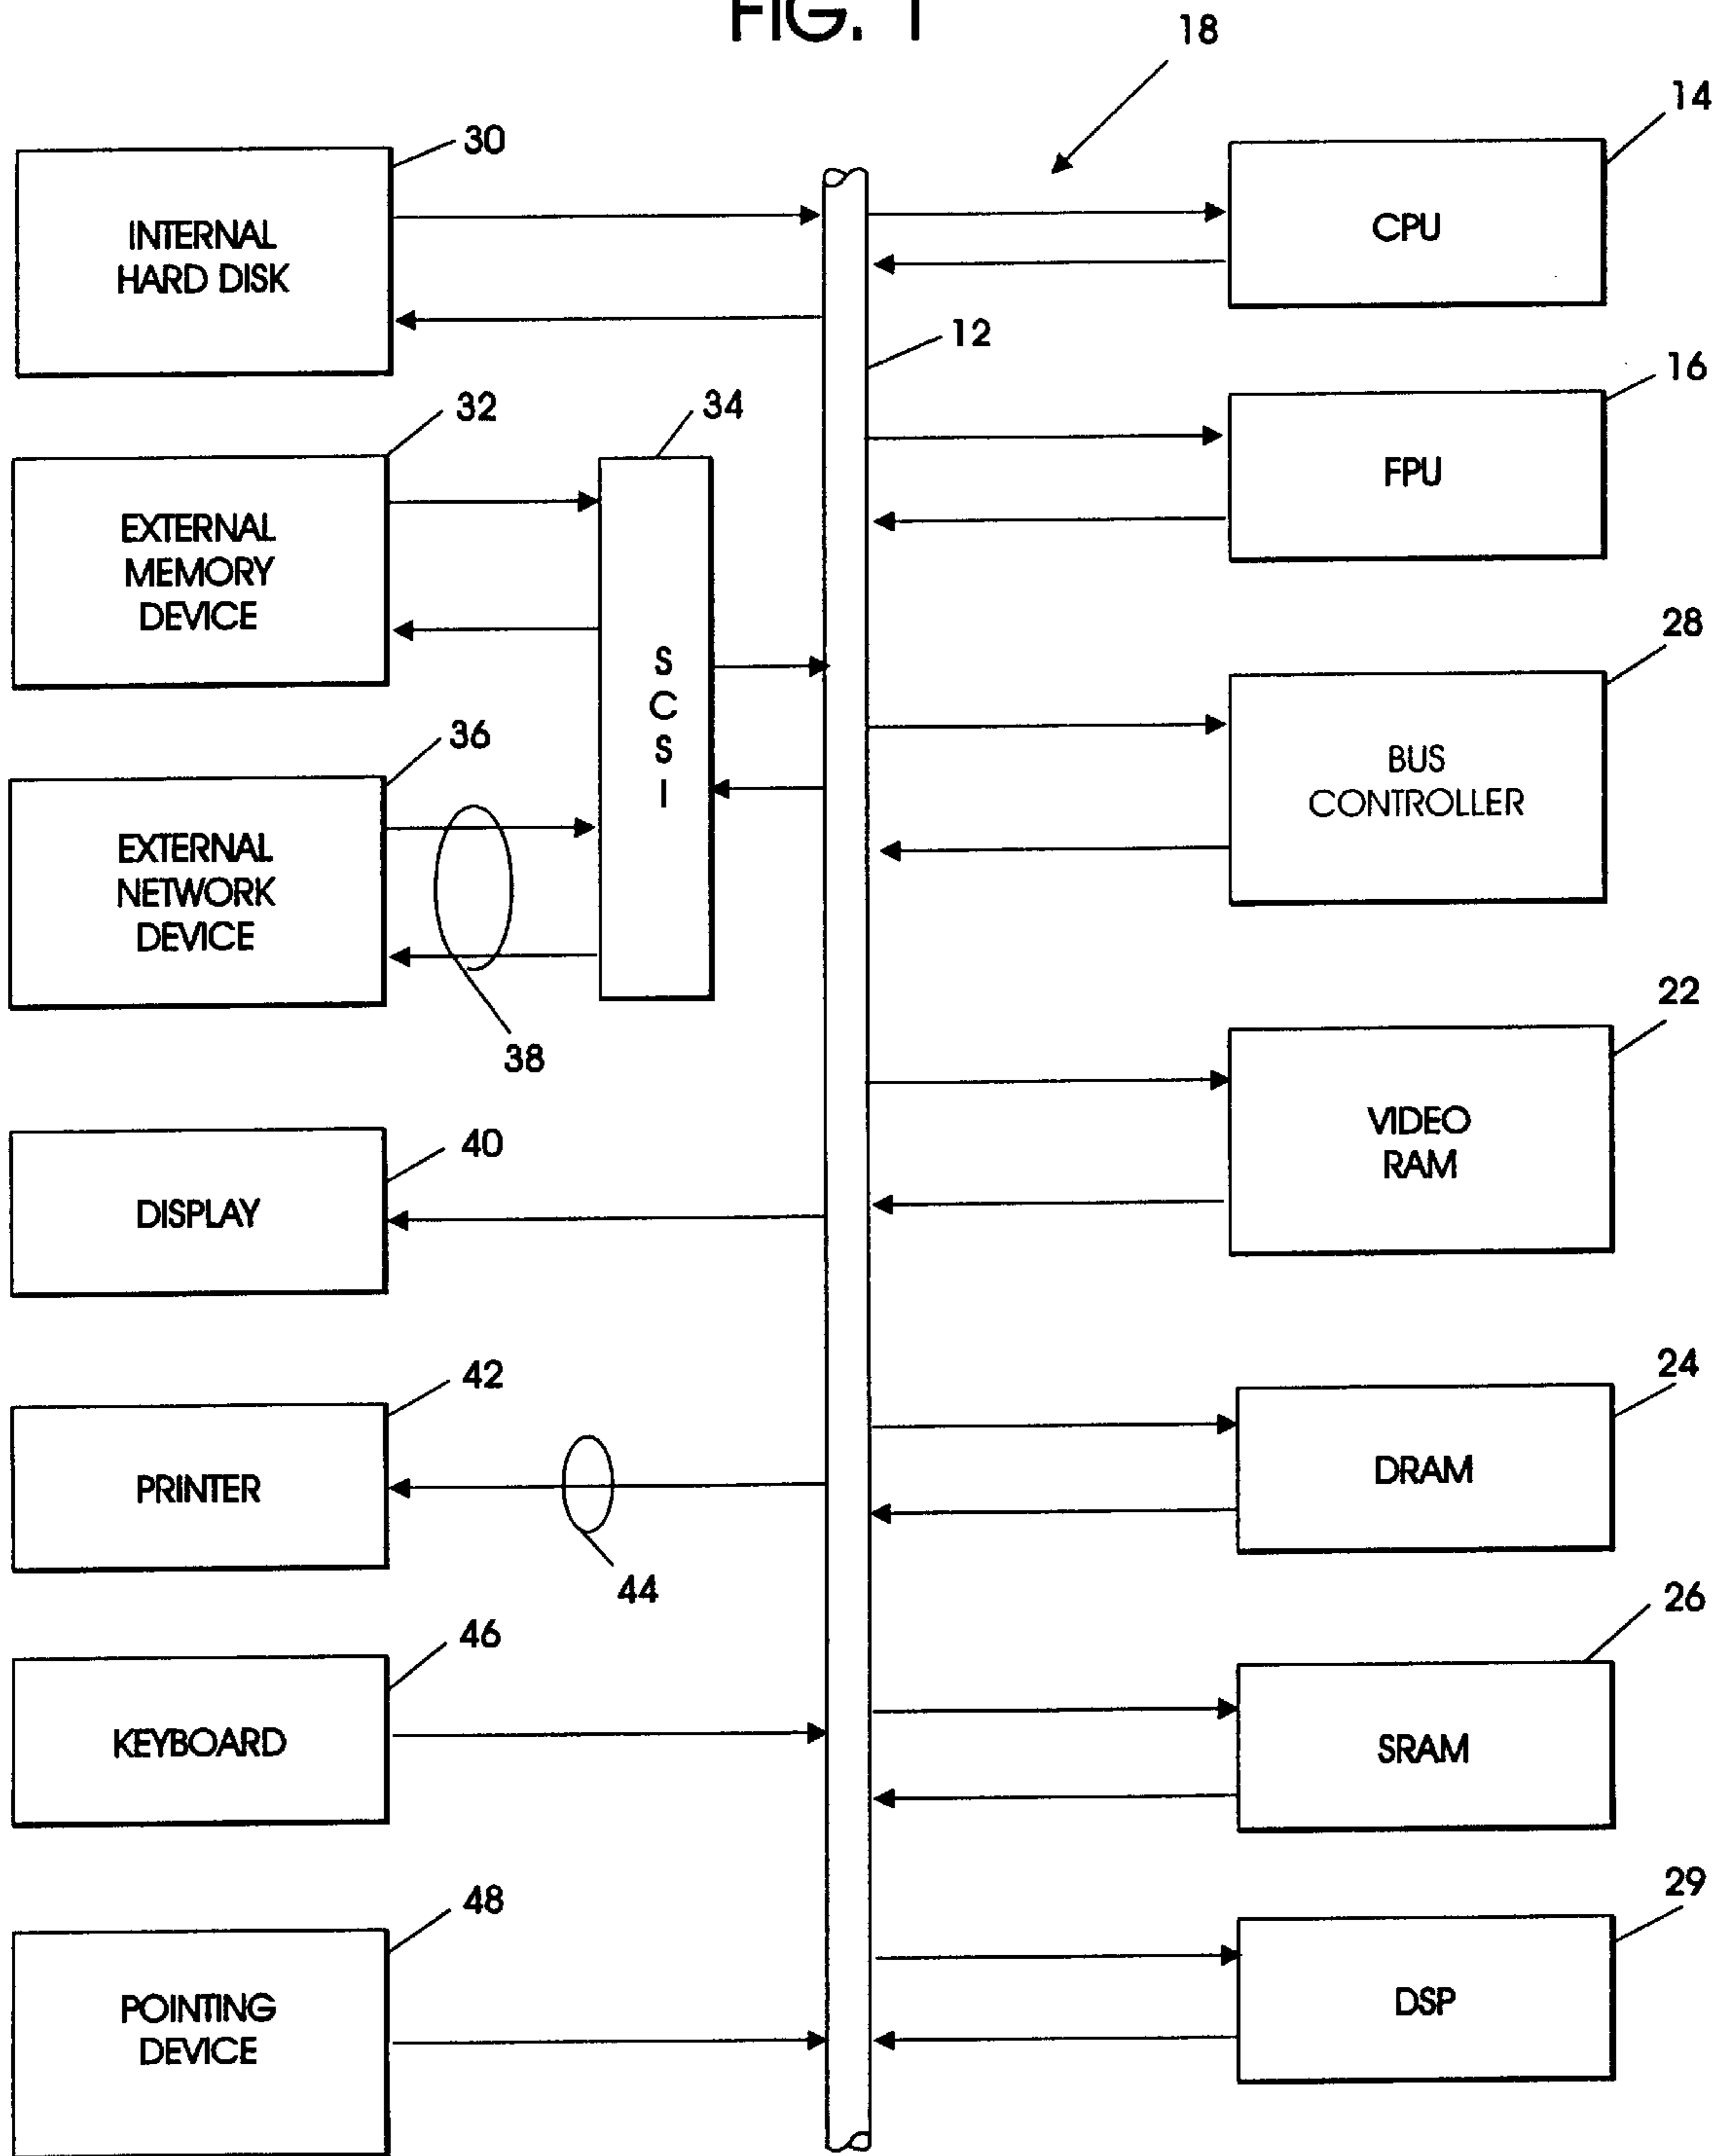 FIG. 1
18
14
30
INTERNAL
HARD DISK
CPU
12
16
32
34
FPU
EXTERNAL
MEMORY
DEVICE
S
C
S
I
28
36
BUS
CONTROLLER
EXTERNAL
NETWORK
DEVICE
38
22
VIDEO
RAM
40
DISPLAY
42
24
PRINTER
DRAM
44
46
26
KEYBOARD
SRAM
48
29
POINTING
DEVICE
DSP